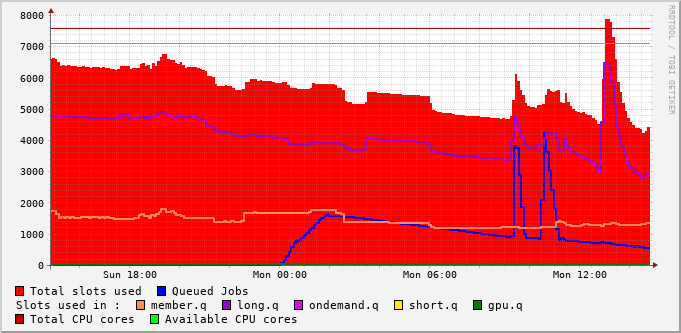 8000
7000
6000
5000
4000
3000
2000
1000
0
Sun 18:00 Mon 00:00 Mon 06:00 Mon 12:00
RRDTOOL / TOBI OETIKER
Total slots used Queued Jobs
Slots used in : member.q long.q ondemand.q short.q gpu.q
Total CPU cores Available CPU cores